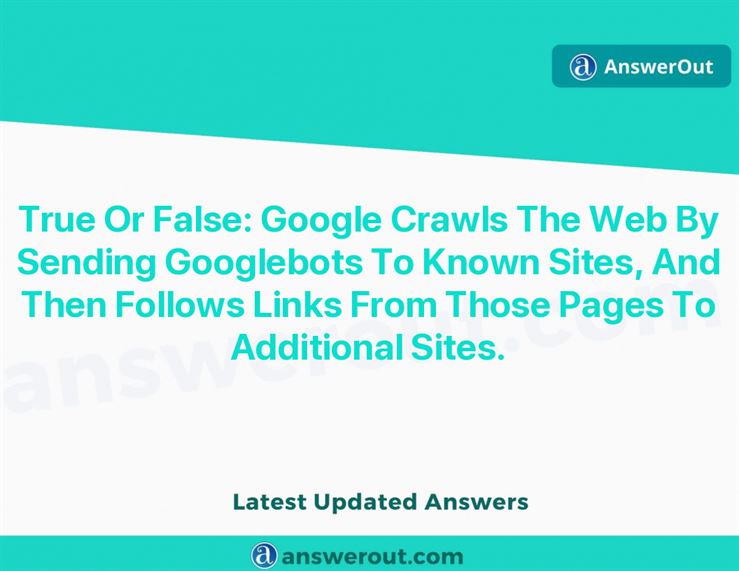 AnswerOut
True Or False: Google Crawls The Web By
Sending Googlebots To Known Sites, And
Then Follows Links From Those Pages To
Additional Sites.
answerout.com
Latest Updated Answers
answerout.com